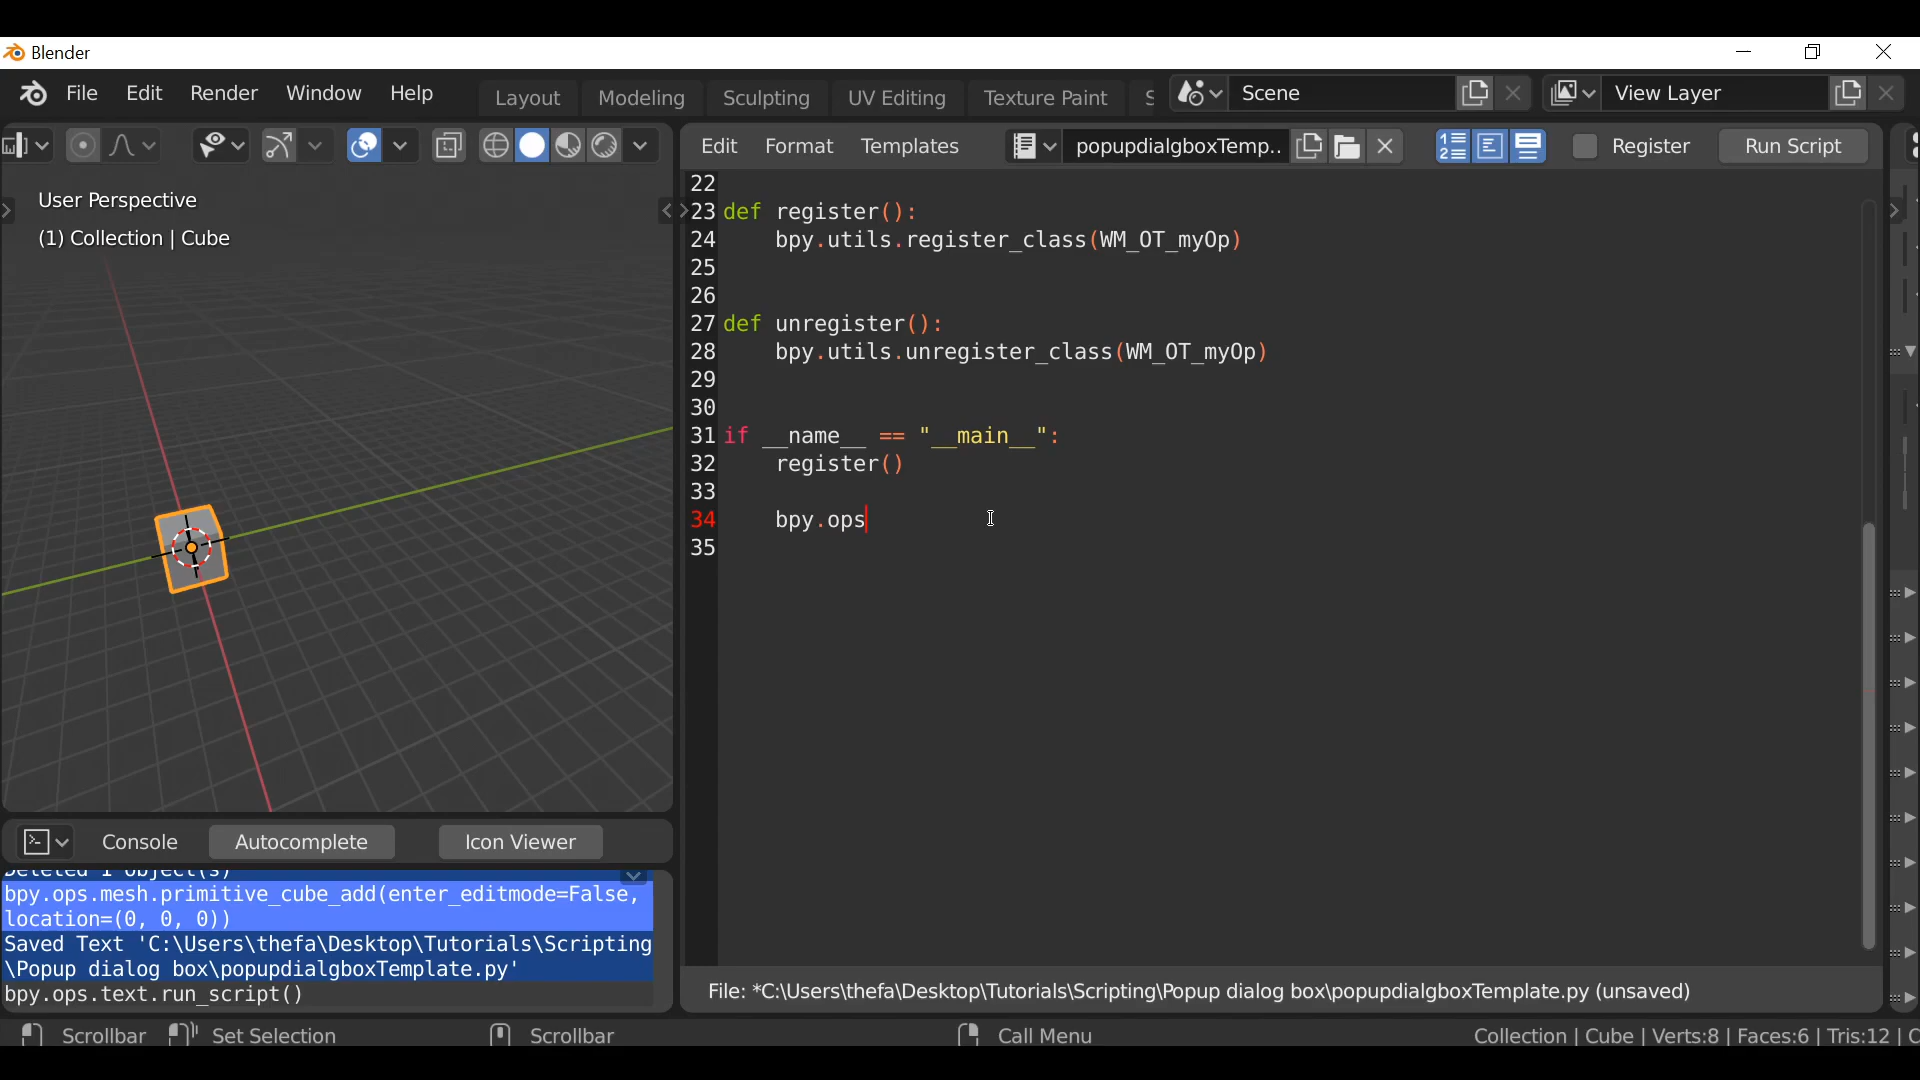 Blender
File Edit Render Window Help Layout Modeling Sculpting UV Editing Texture Paint S Scene View Layer
Edit Format Templates popupdialgboxTemp.. Register Run Script
User Perspective
(1) Collection | Cube
22
23 def register():
24 bpy.utils.register_class(WM_OT_myOp)
25
26
27 def unregister():
28 bpy.utils.unregister_class(WM_OT_myOp)
29
30
31 if __name__ == "__main__":
32 register()
33
34 bpy.ops
35
Console Autocomplete Icon Viewer
Deleted 1 object(s)
bpy.ops.mesh.primitive_cube_add(enter_editmode=False,
location=(0, 0, 0))
Saved Text 'C:\Users\thefa\Desktop\Tutorials\Scripting
\Popup dialog box\popupdialgboxTemplate.py'
bpy.ops.text.run_script()
File: *C:\Users\thefa\Desktop\Tutorials\Scripting\Popup dialog box\popupdialgboxTemplate.py (unsaved)
Scrollbar Set Selection Scrollbar Call Menu Collection | Cube | Verts:8 | Faces:6 | Tris:12 |